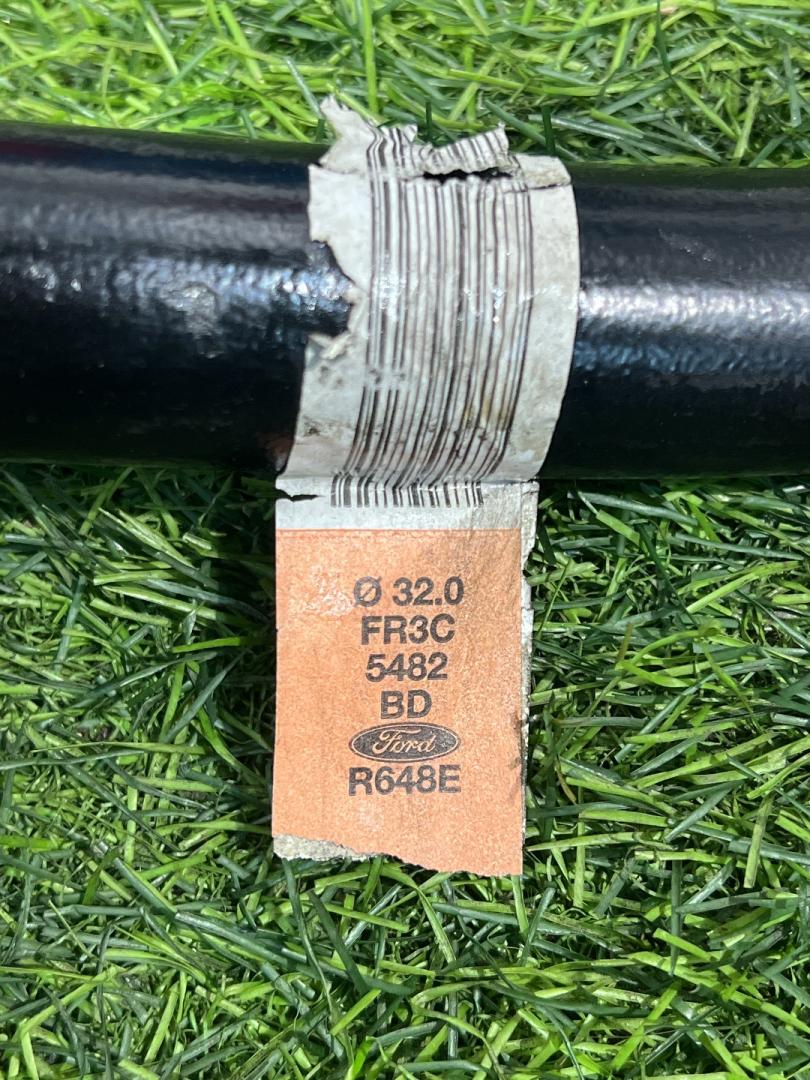 Ø 32.0
FR3C
5482
BD
Ford
R648E